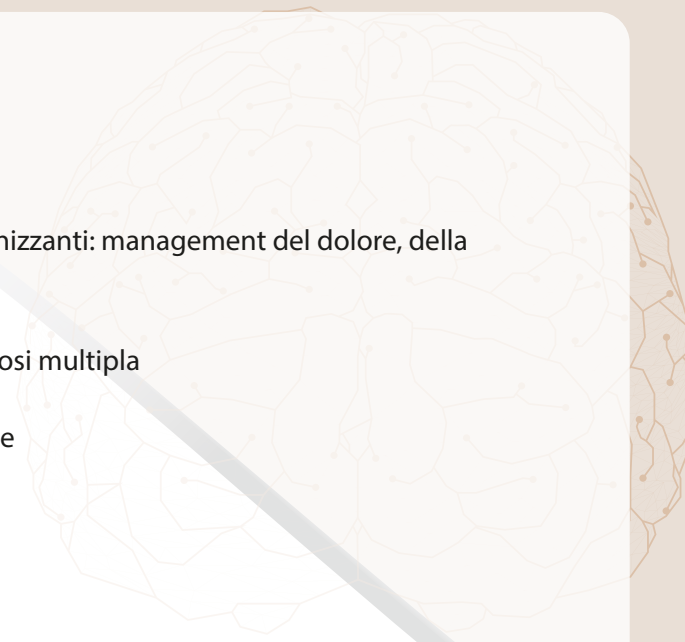 nizzanti: management del dolore, della
osi multipla
e